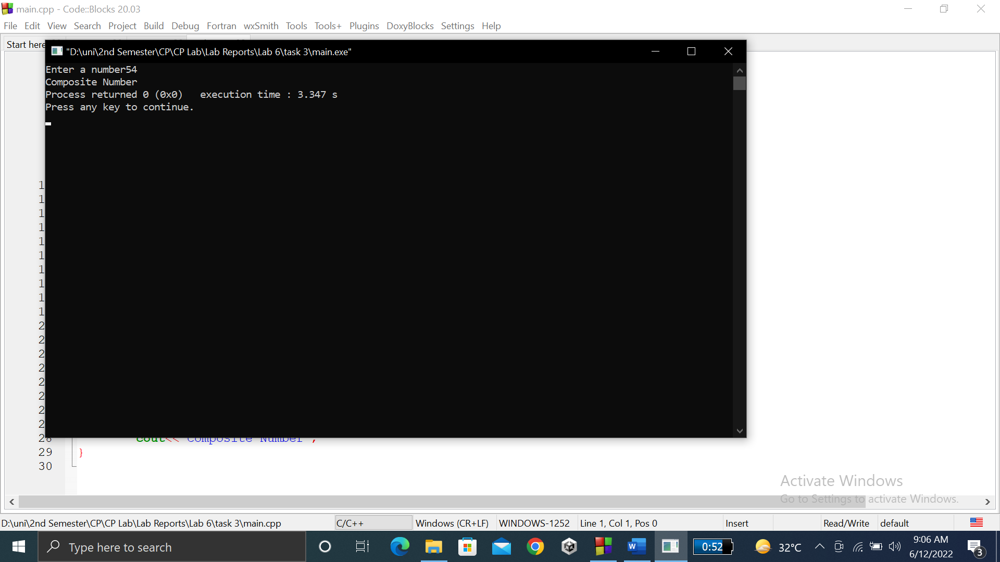 main.cpp - Code::Blocks 20.03
File Edit View Search Project Build Debug Fortran wxSmith Tools Tools+ Plugins DoxyBlocks Settings Help
Start here
"D:\uni\2nd Semester\CP\CP Lab\Lab Reports\Lab 6\task 3\main.exe"
Enter a number54
Composite Number
Process returned 0 (0x0)   execution time : 3.347 s
Press any key to continue.
1
1
1
1
1
1
1
1
1
1
2
2
2
2
2
2
2
2
28 cout<< "Composite Number";
29 }
30
Activate Windows
Go to Settings to activate Windows.
D:\uni\2nd Semester\CP\CP Lab\Lab Reports\Lab 6\task 3\main.cpp C/C++ Windows (CR+LF) WINDOWS-1252 Line 1, Col 1, Pos 0 Insert Read/Write default
Type here to search
W
0:52
32°C
9:06 AM
6/12/2022
3